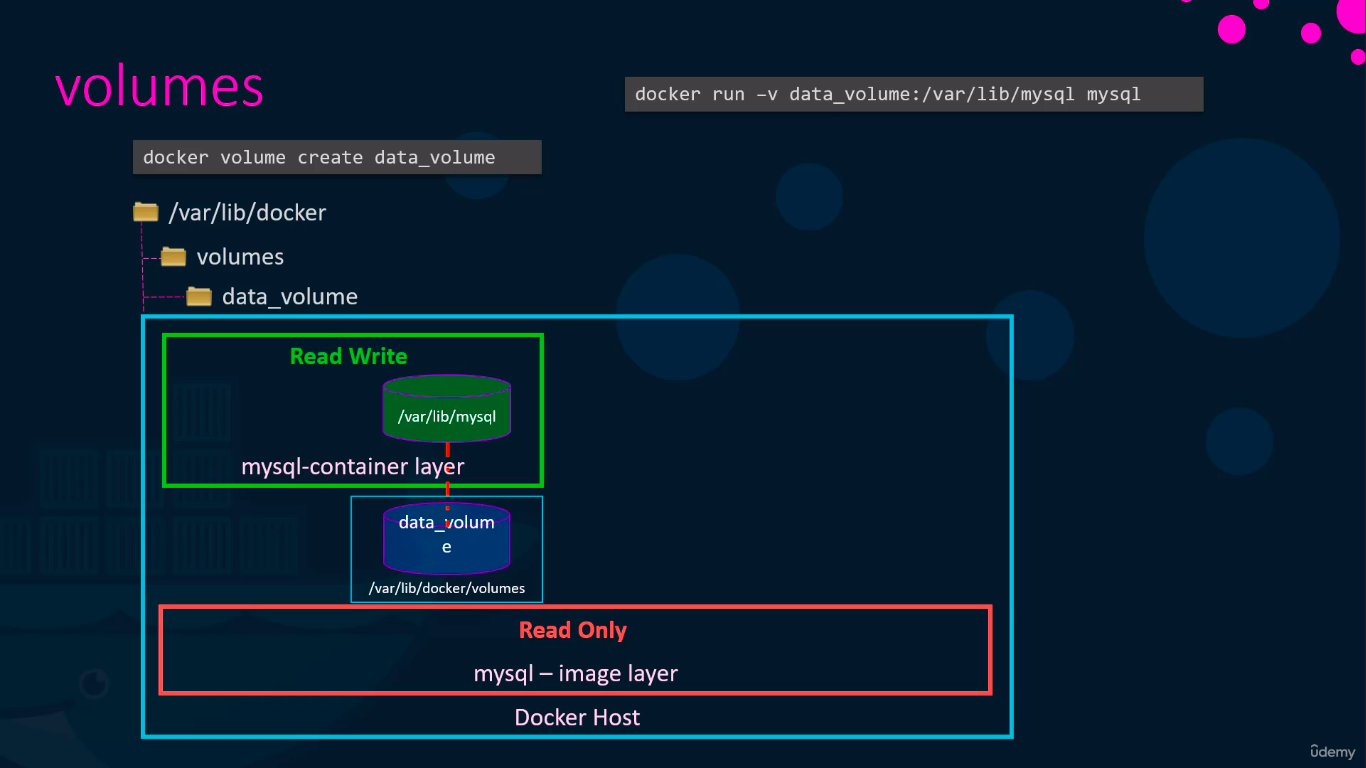 volumes
docker run –v data_volume:/var/lib/mysql mysql
docker volume create data_volume
/var/lib/docker
volumes
data_volume
Read Write
/var/lib/mysql
mysql-container layer
data_volum
e
/var/lib/docker/volumes
Read Only
mysql – image layer
Docker Host
ûdemy